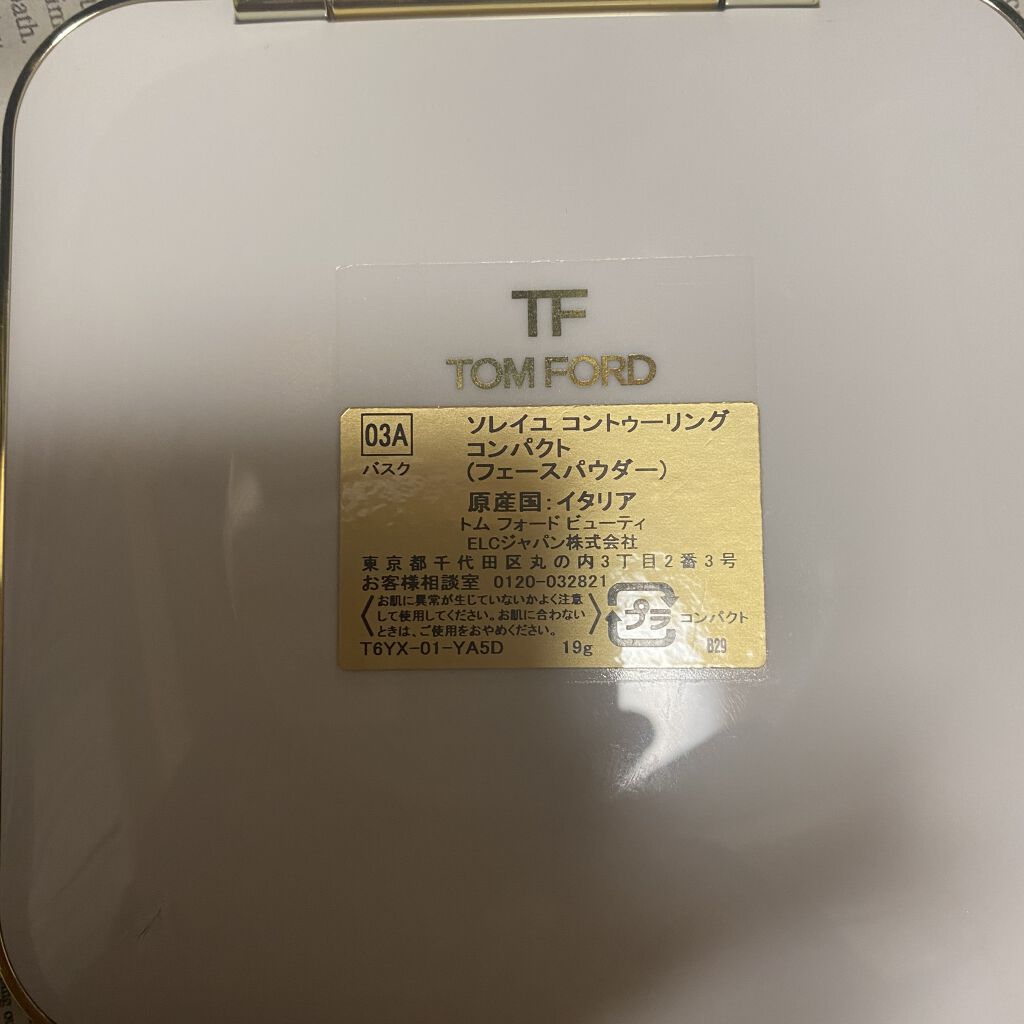 TF
TOM FORD
03A
バスク
ソレイユ コントゥーリング
コンパクト
(フェースパウダー)
原産国:イタリア
トム フォード ビューティ
ELCジャパン株式会社
東京都千代田区丸の内3丁目2番3号
お客様相談室 0120-032821
〈お肌に異常が生じていないかよく注意
して使用してください。お肌に合わない
ときは、ご使用をおやめください。〉
プラ コンパクト
T6YX-01-YA5D 19g B29
ath.